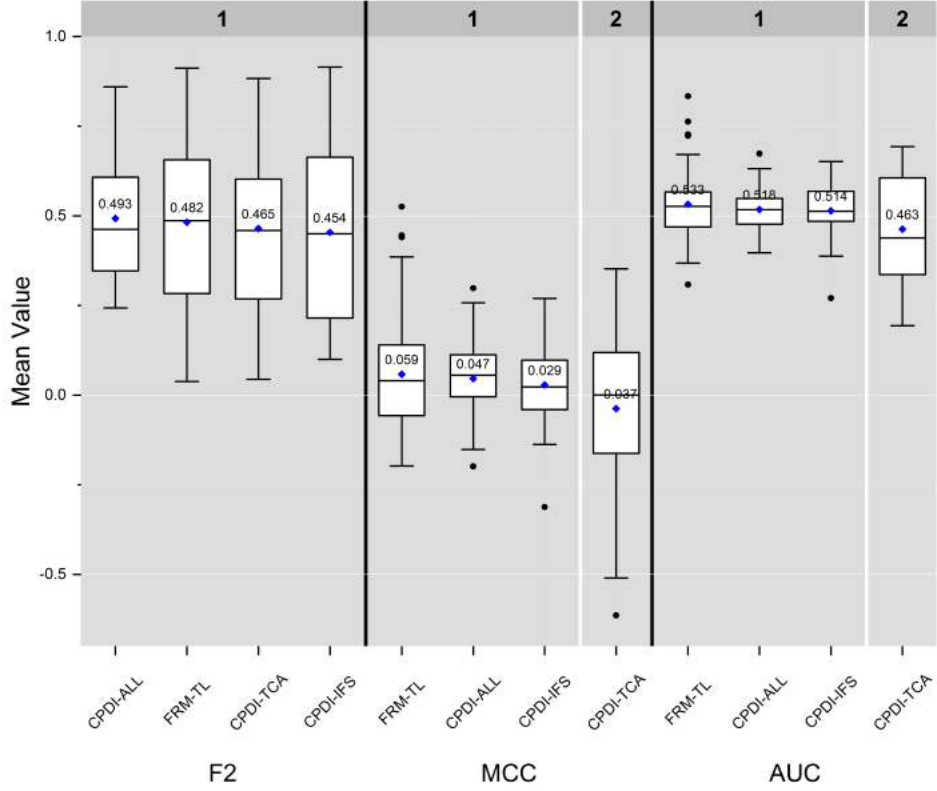 1 1 2 1 2
1.0
0.5
0.0
-0.5
Mean Value
0.493
0.482
0.465
0.454
0.059
0.047
0.029
-0.037
0.533
0.518
0.514
0.463
CPDI-ALL
FRM-TL
CPDI-TCA
CPDI-IFS
FRM-TL
CPDI-ALL
CPDI-IFS
CPDI-TCA
FRM-TL
CPDI-ALL
CPDI-IFS
CPDI-TCA
F2 MCC AUC